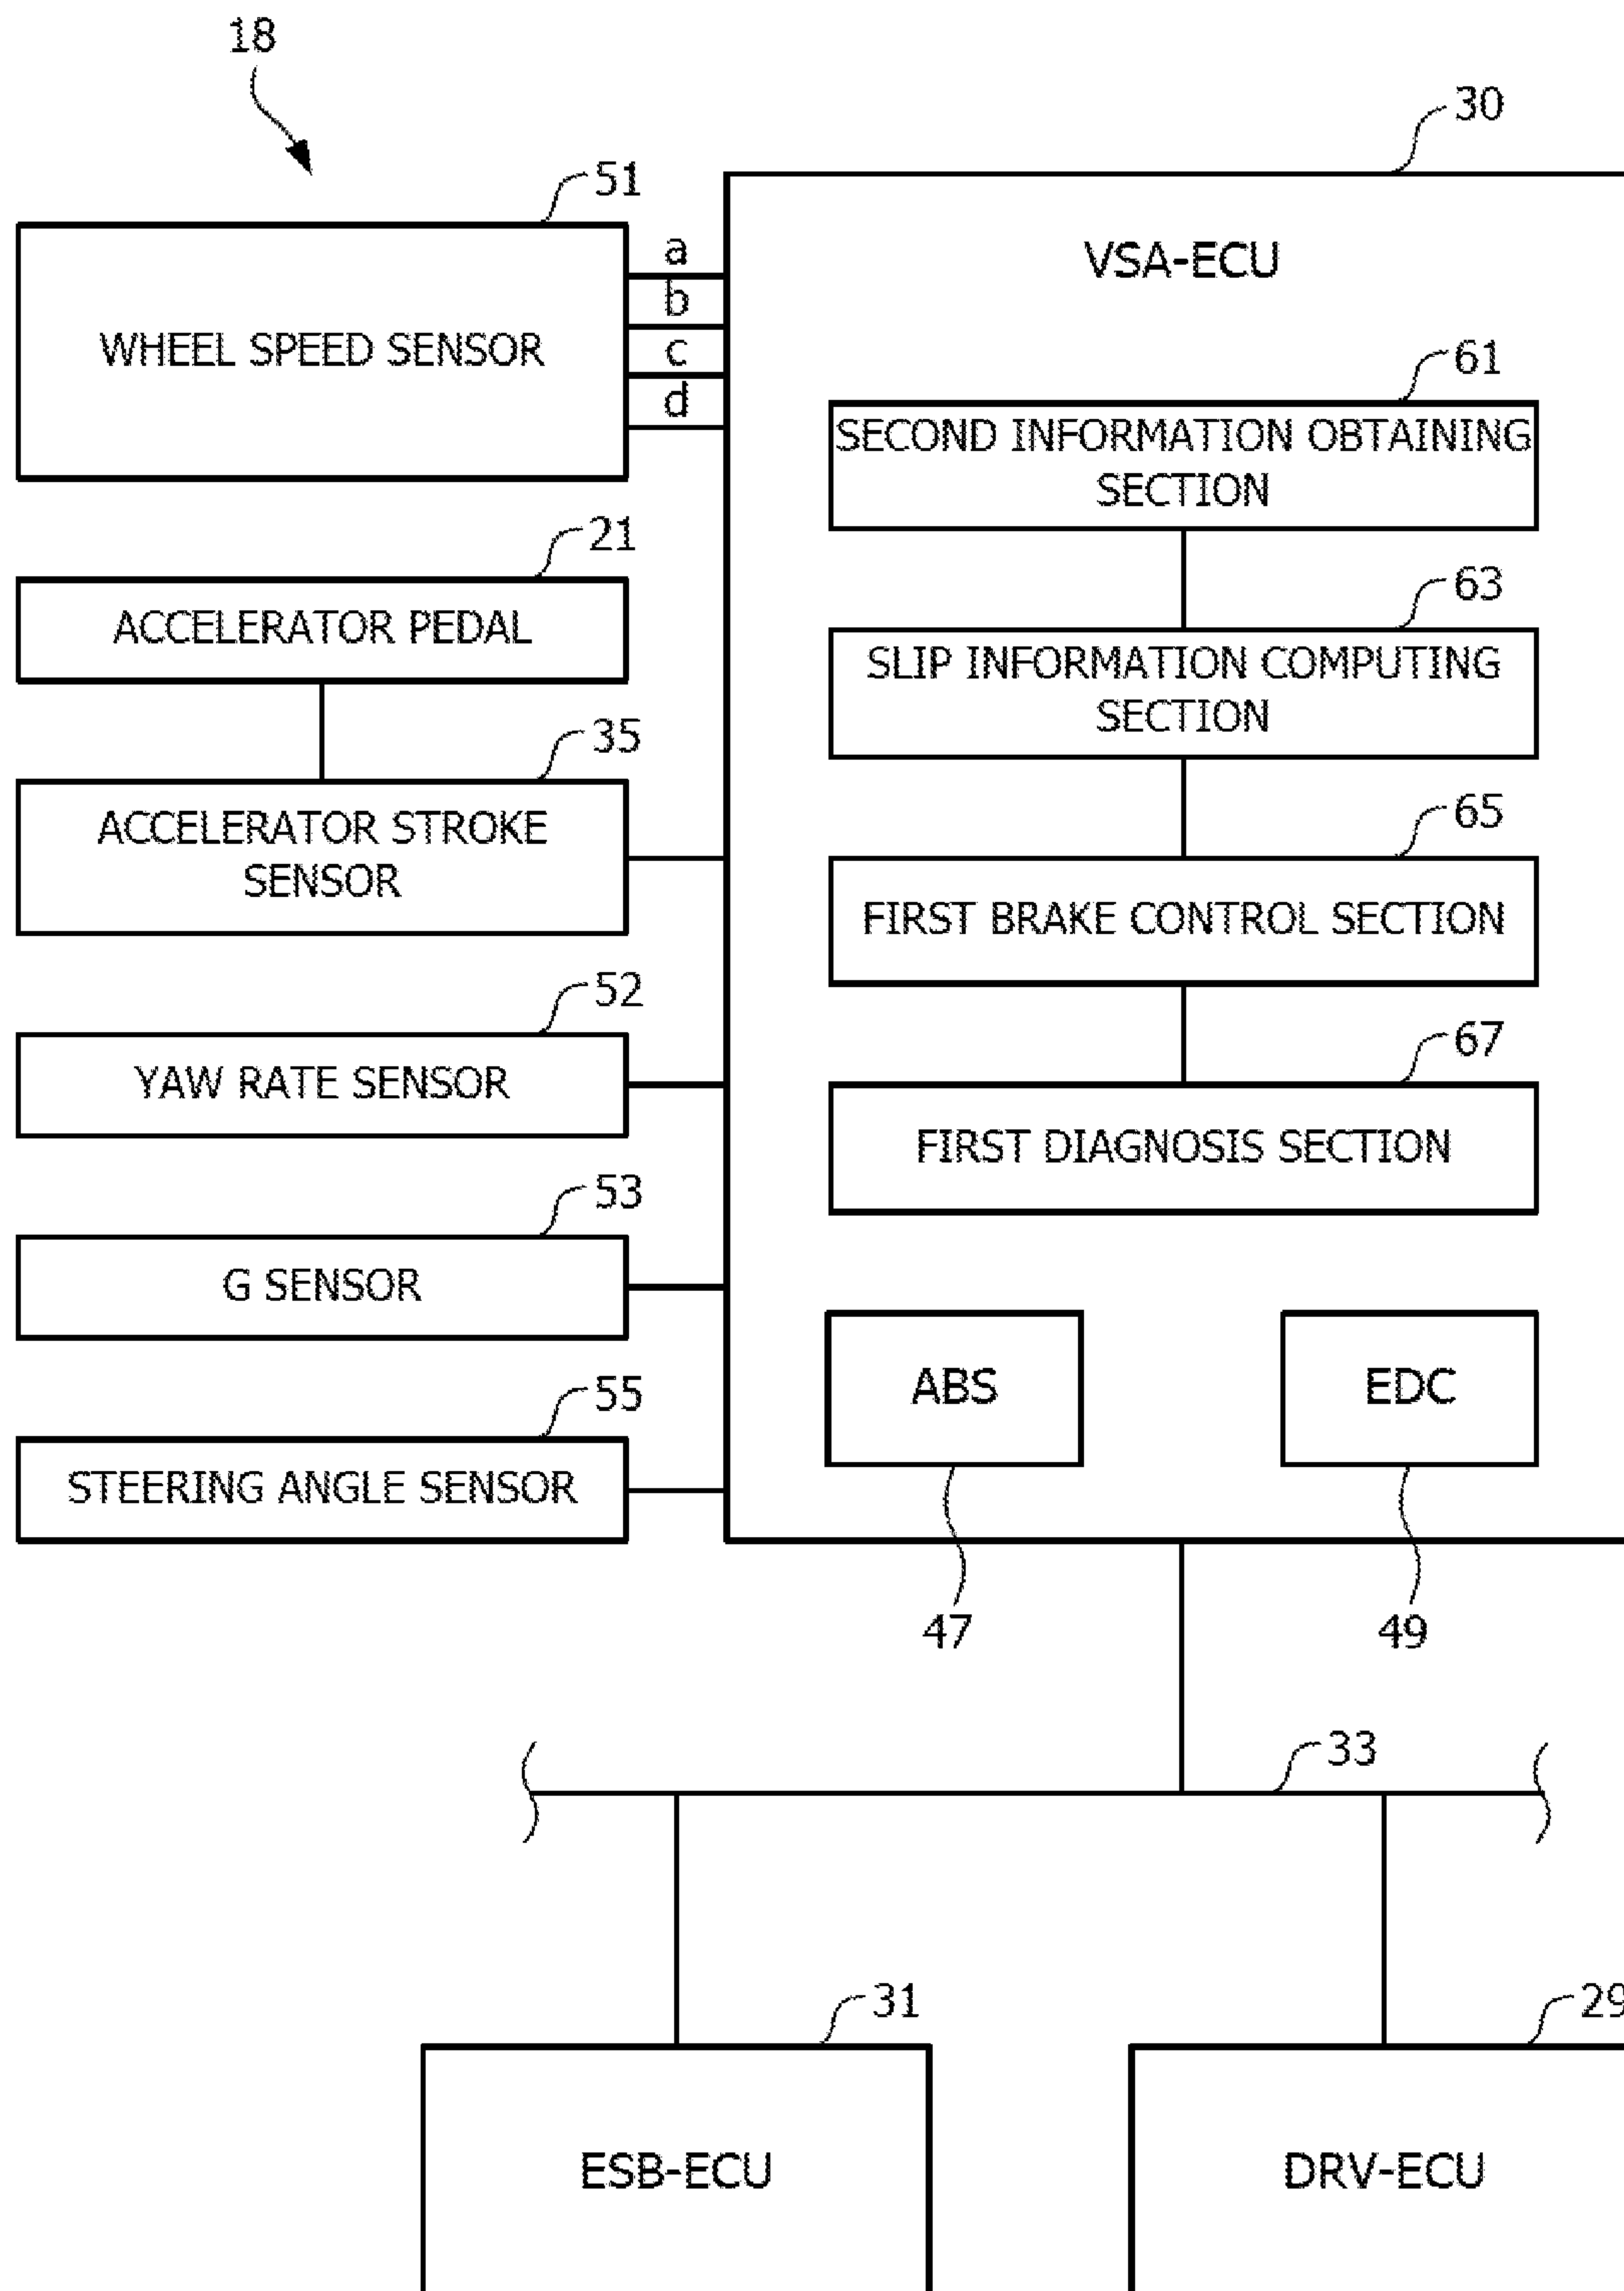 18
30
51
a
VSA-ECU
b
WHEEL SPEED SENSOR
c
d
61
SECOND INFORMATION OBTAINING
SECTION
21
ACCELERATOR PEDAL
63
SLIP INFORMATION COMPUTING
SECTION
35
ACCELERATOR STROKE
SENSOR
65
FIRST BRAKE CONTROL SECTION
52
YAW RATE SENSOR
67
FIRST DIAGNOSIS SECTION
53
G SENSOR
ABS
EDC
55
STEERING ANGLE SENSOR
47
49
33
31
29
ESB-ECU
DRV-ECU